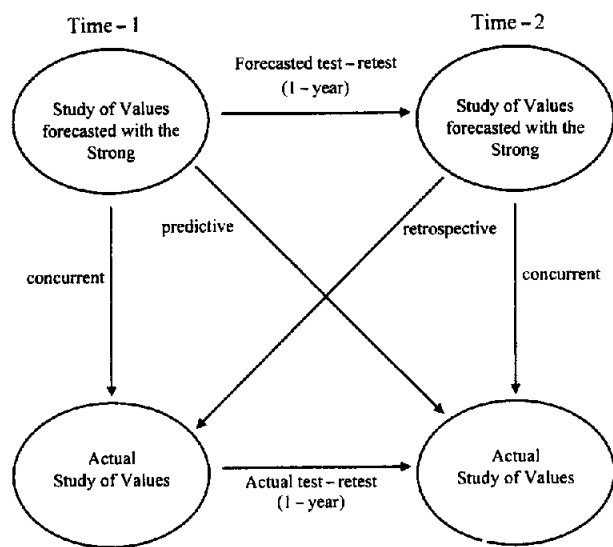 Time – 1
Time – 2
Forecasted test – retest
(1 – year)
Study of Values
forecasted with the
Strong
Study of Values
forecasted with the
Strong
predictive
retrospective
concurrent
concurrent
Actual
Study of Values
Actual
Study of Values
Actual test – retest
(1 – year)